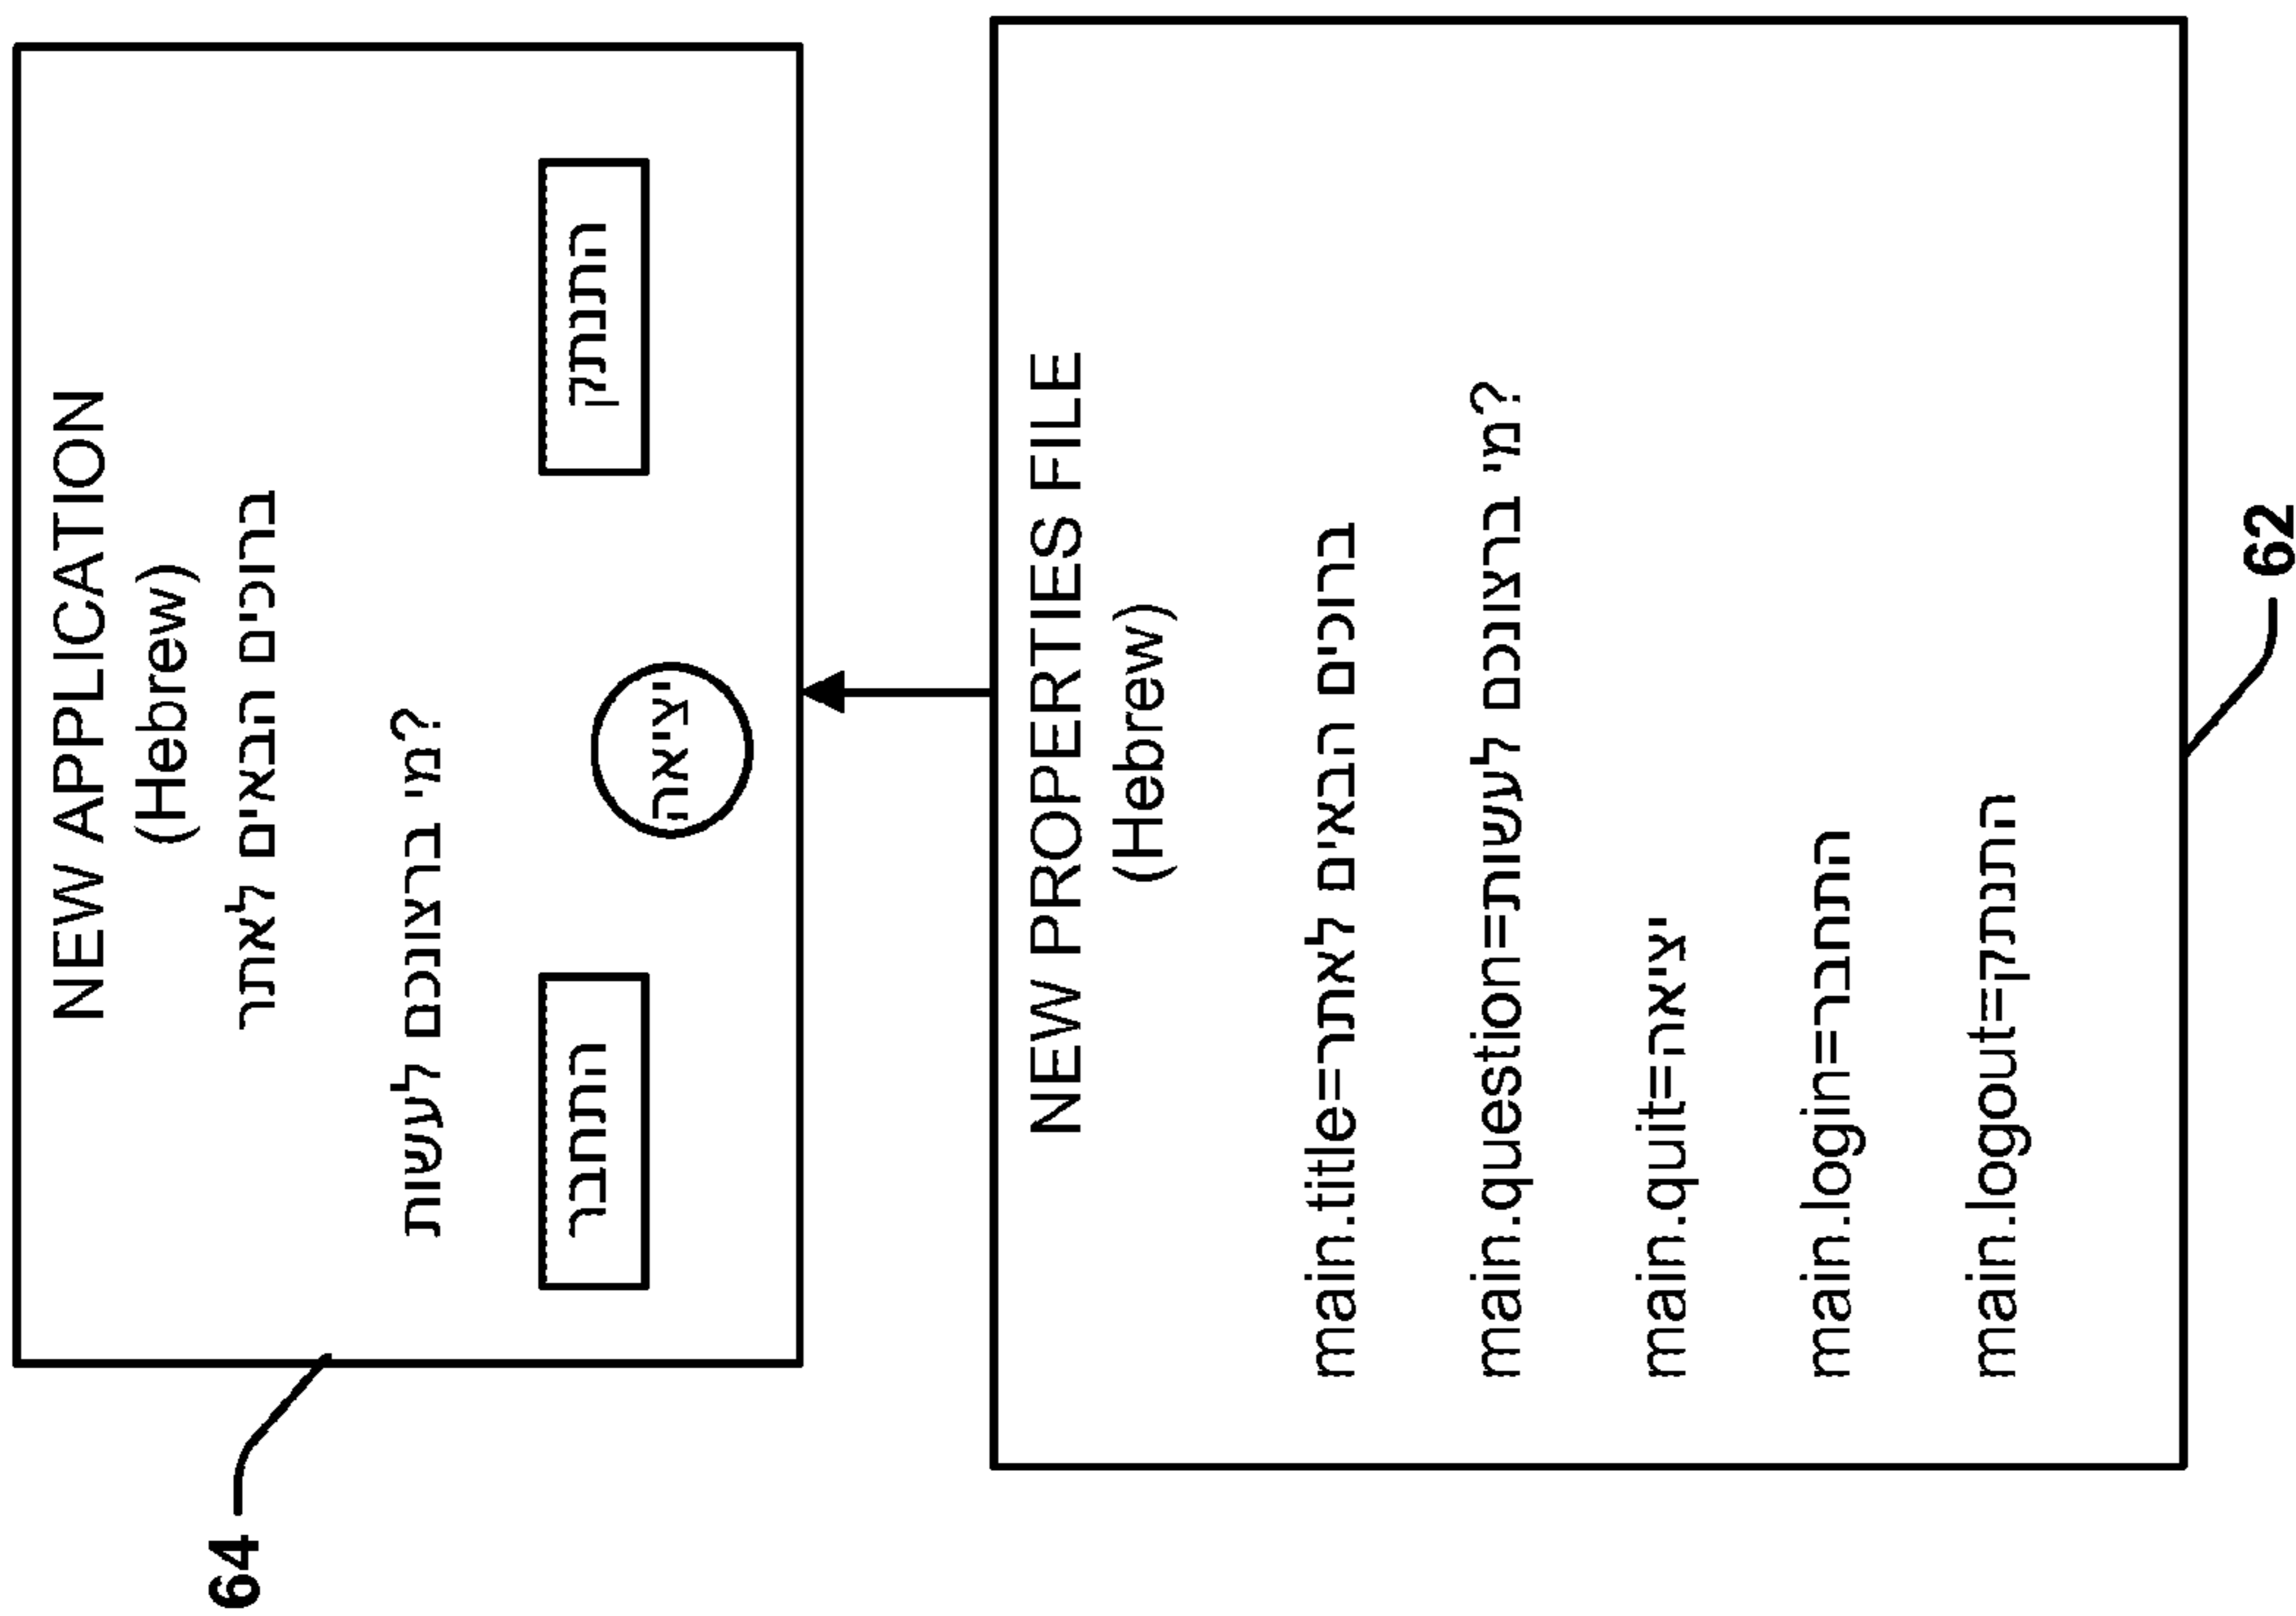 NEW APPLICATION
(Hebrew)
ברוכים הבאים לאתר
?מי ברצונכם לעשות
התחבר
יציאה
התנתק
64
NEW PROPERTIES FILE
(Hebrew)
main.title=ברוכים הבאים לאתר
main.question=?מי ברצונכם לעשות
main.quit=יציאה
main.login=התחבר
main.logout=התנתק
62